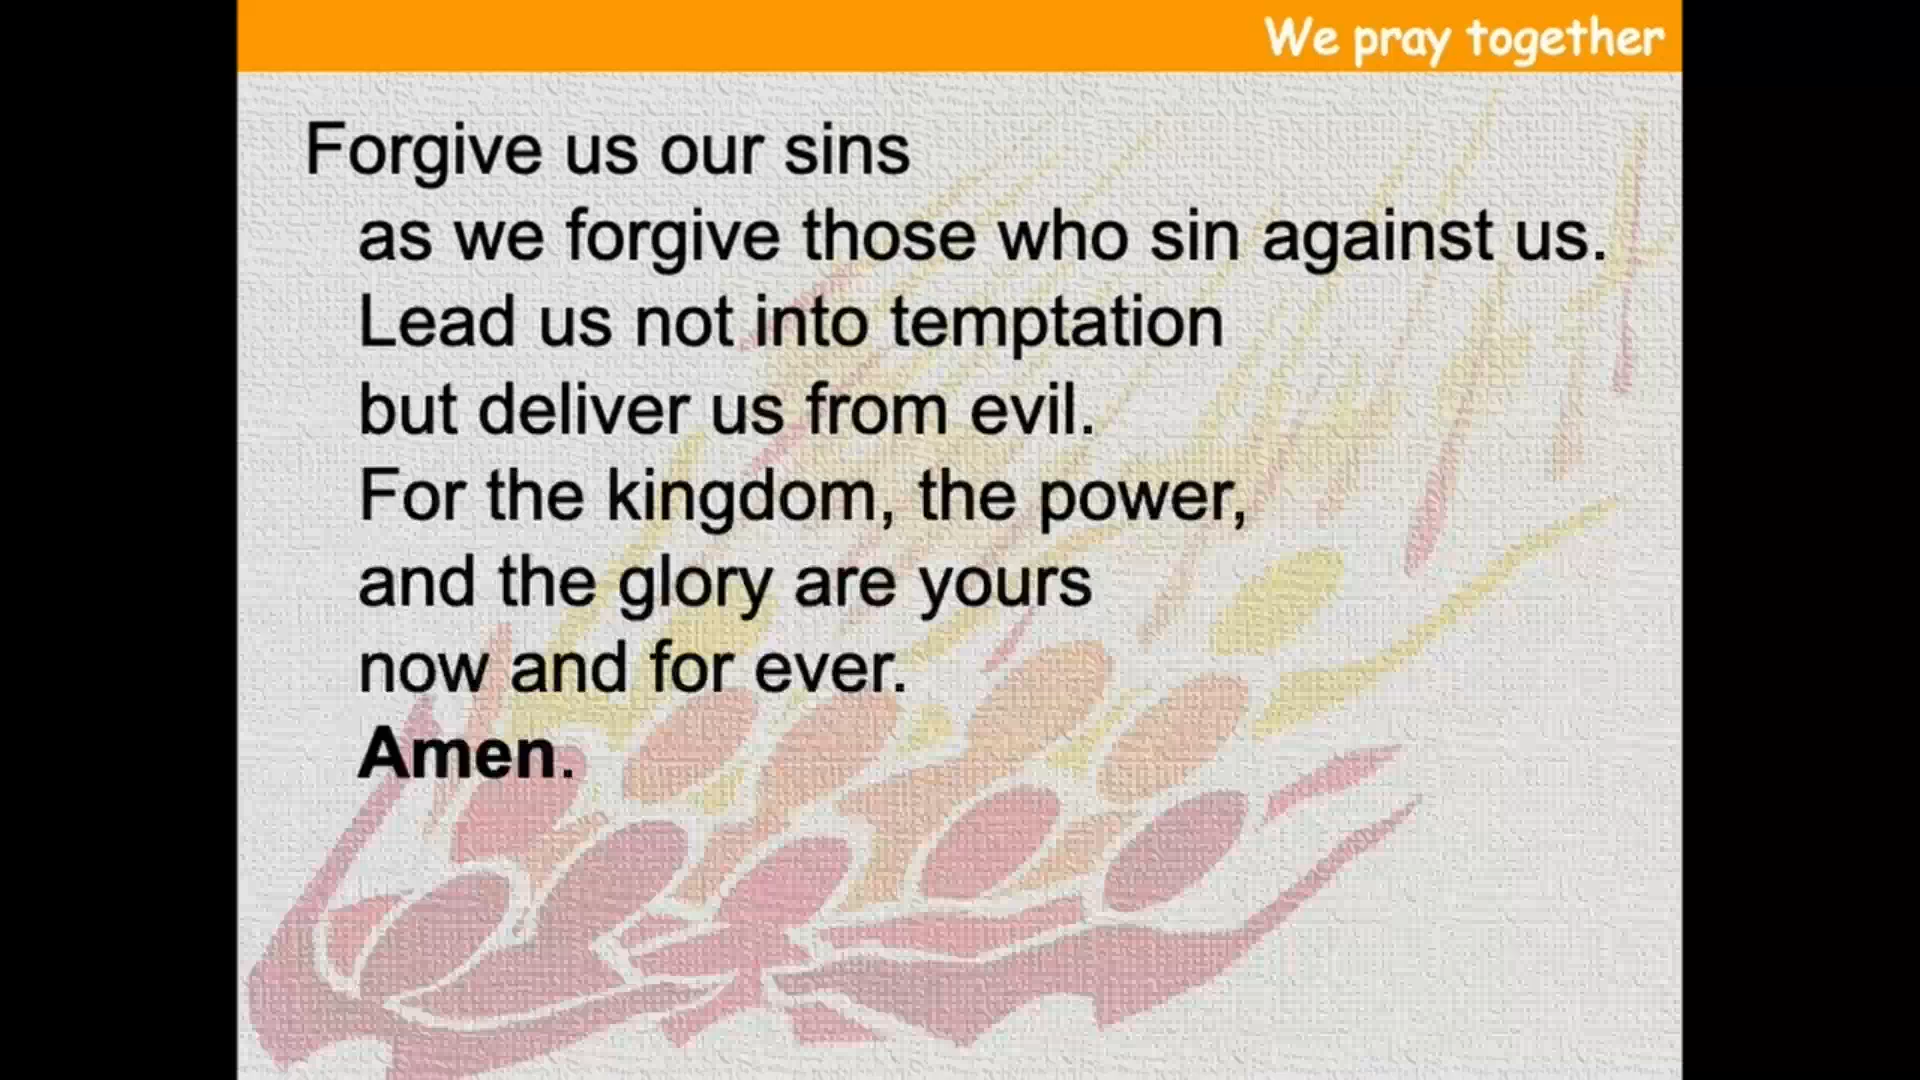 We pray together
Forgive us our sins
as we forgive those who sin against us.
Lead us not into temptation
but deliver us from evil.
For the kingdom, the power,
and the glory are yours
now and for ever.
Amen.